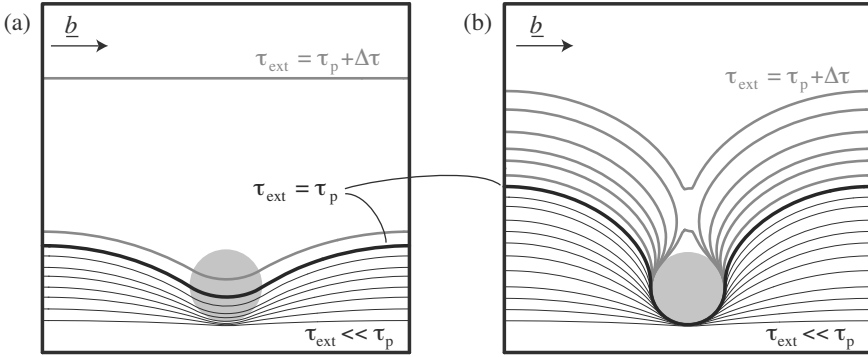 (a)
b
τext = τp+Δτ
τext = τp
τext << τp
(b)
b
τext = τp+Δτ
τext << τp